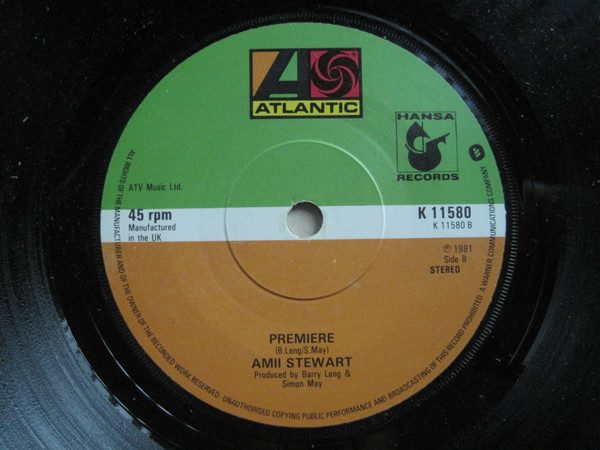 ATLANTIC
HANSA
RECORDS
ATV Music Ltd.
45 rpm
Manufactured
in the UK
K 11580
K 11580 B
℗ 1981
Side B
STEREO
PREMIERE
(B.Leng/S.May)
AMII STEWART
Produced by Barry Leng &
Simon May
ALL RIGHTS OF THE MANUFACTURER AND OF THE OWNER OF THE RECORDED WORK RESERVED UNAUTHORISED COPYING PUBLIC PERFORMANCE AND BROADCASTING OF THIS RECORD PROHIBITED A WARNER COMMUNICATIONS COMPANY